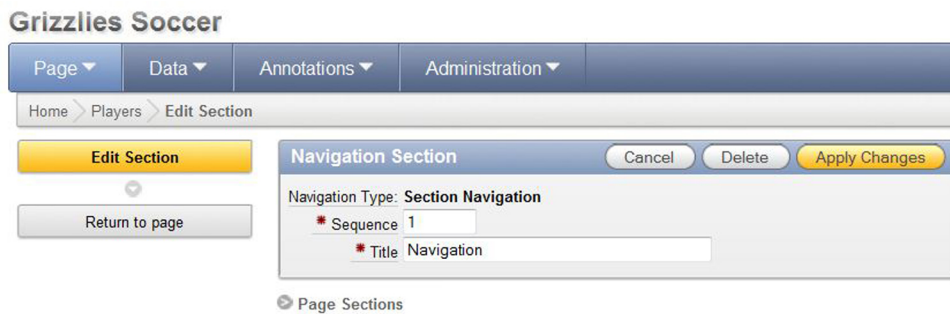 Grizzlies Soccer
Page Data Annotations Administration
Home Players Edit Section
Edit Section
Return to page
Navigation Section Cancel Delete Apply Changes
Navigation Type: Section Navigation
* Sequence 1
* Title Navigation
Page Sections